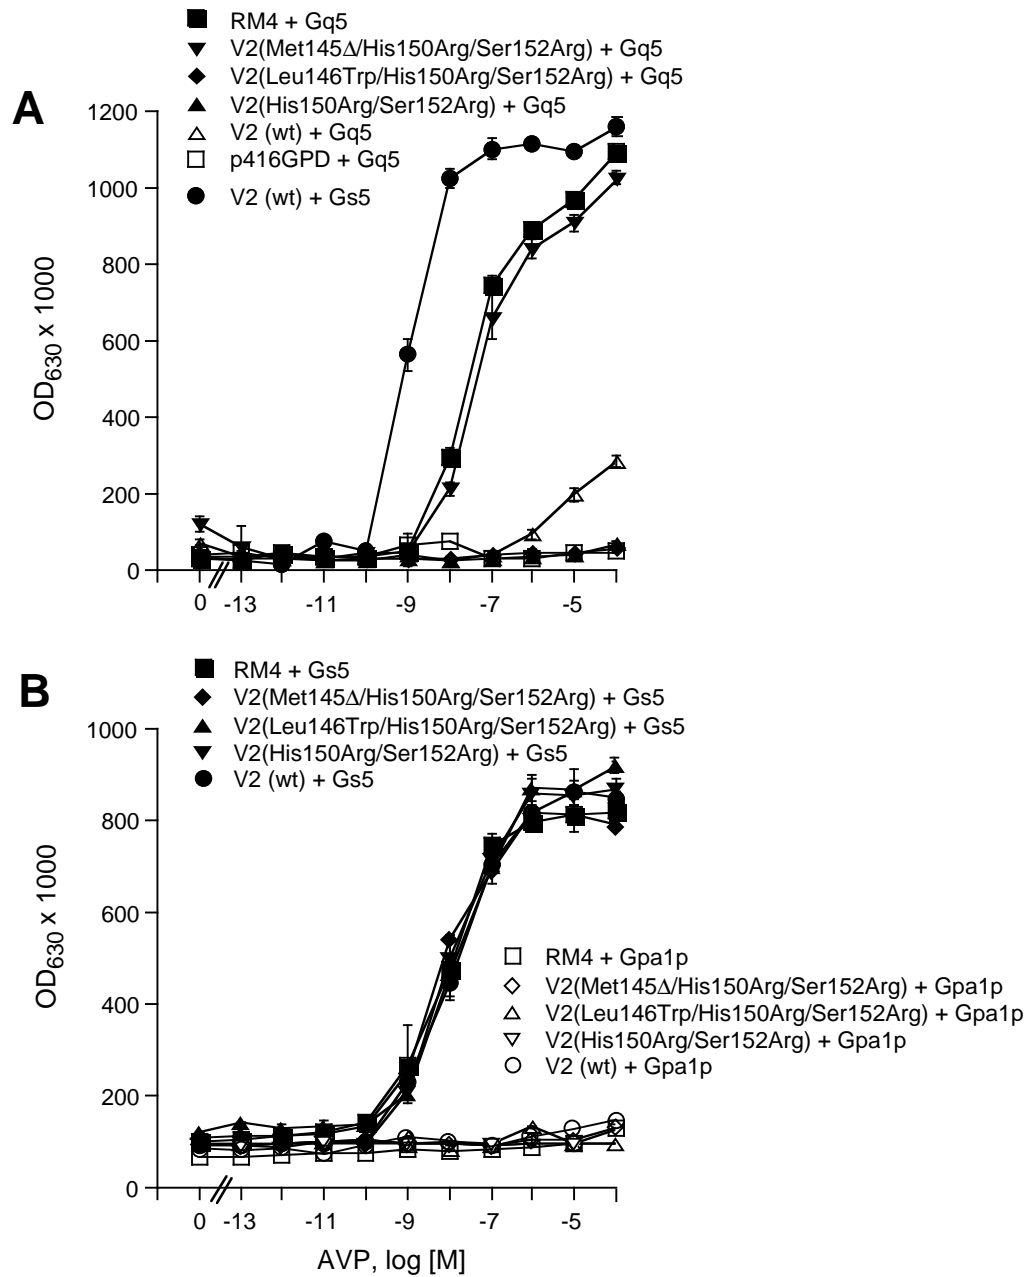 A
RM4 + Gq5
V2(Met145Δ/His150Arg/Ser152Arg) + Gq5
V2(Leu146Trp/His150Arg/Ser152Arg) + Gq5
V2(His150Arg/Ser152Arg) + Gq5
V2 (wt) + Gq5
p416GPD + Gq5
V2 (wt) + Gs5
OD630 x 1000
1200
1000
800
600
400
200
0
0 -13 -11 -9 -7 -5
B
RM4 + Gs5
V2(Met145Δ/His150Arg/Ser152Arg) + Gs5
V2(Leu146Trp/His150Arg/Ser152Arg) + Gs5
V2(His150Arg/Ser152Arg) + Gs5
V2 (wt) + Gs5
OD630 x 1000
1000
800
600
400
200
0
RM4 + Gpa1p
V2(Met145Δ/His150Arg/Ser152Arg) + Gpa1p
V2(Leu146Trp/His150Arg/Ser152Arg) + Gpa1p
V2(His150Arg/Ser152Arg) + Gpa1p
V2 (wt) + Gpa1p
0 -13 -11 -9 -7 -5
AVP, log [M]